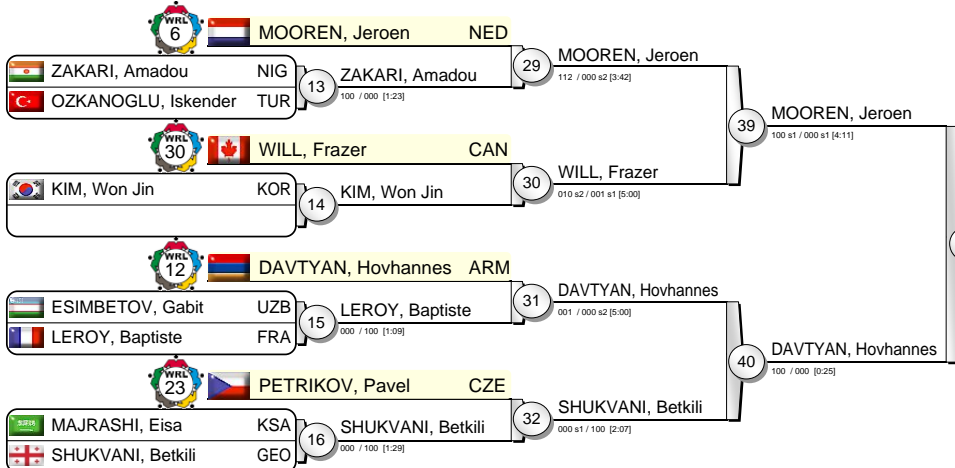 WRL 6 MOOREN, Jeroen NED
ZAKARI, Amadou NIG
OZKANOGLU, Iskender TUR
13 ZAKARI, Amadou
100 / 000 [1:23]
29 MOOREN, Jeroen
112 / 000 s2 [3:42]
WRL 30 WILL, Frazer CAN
KIM, Won Jin KOR
14 KIM, Won Jin
30 WILL, Frazer
010 s2 / 001 s1 [5:00]
39 MOOREN, Jeroen
100 s1 / 000 s1 [4:11]
WRL 12 DAVTYAN, Hovhannes ARM
ESIMBETOV, Gabit UZB
LEROY, Baptiste FRA
15 LEROY, Baptiste
000 / 100 [1:09]
31 DAVTYAN, Hovhannes
001 / 000 s2 [5:00]
WRL 23 PETRIKOV, Pavel CZE
MAJRASHI, Eisa KSA
SHUKVANI, Betkili GEO
16 SHUKVANI, Betkili
000 / 100 [1:29]
32 SHUKVANI, Betkili
000 s1 / 100 [2:07]
40 DAVTYAN, Hovhannes
100 / 000 [0:25]